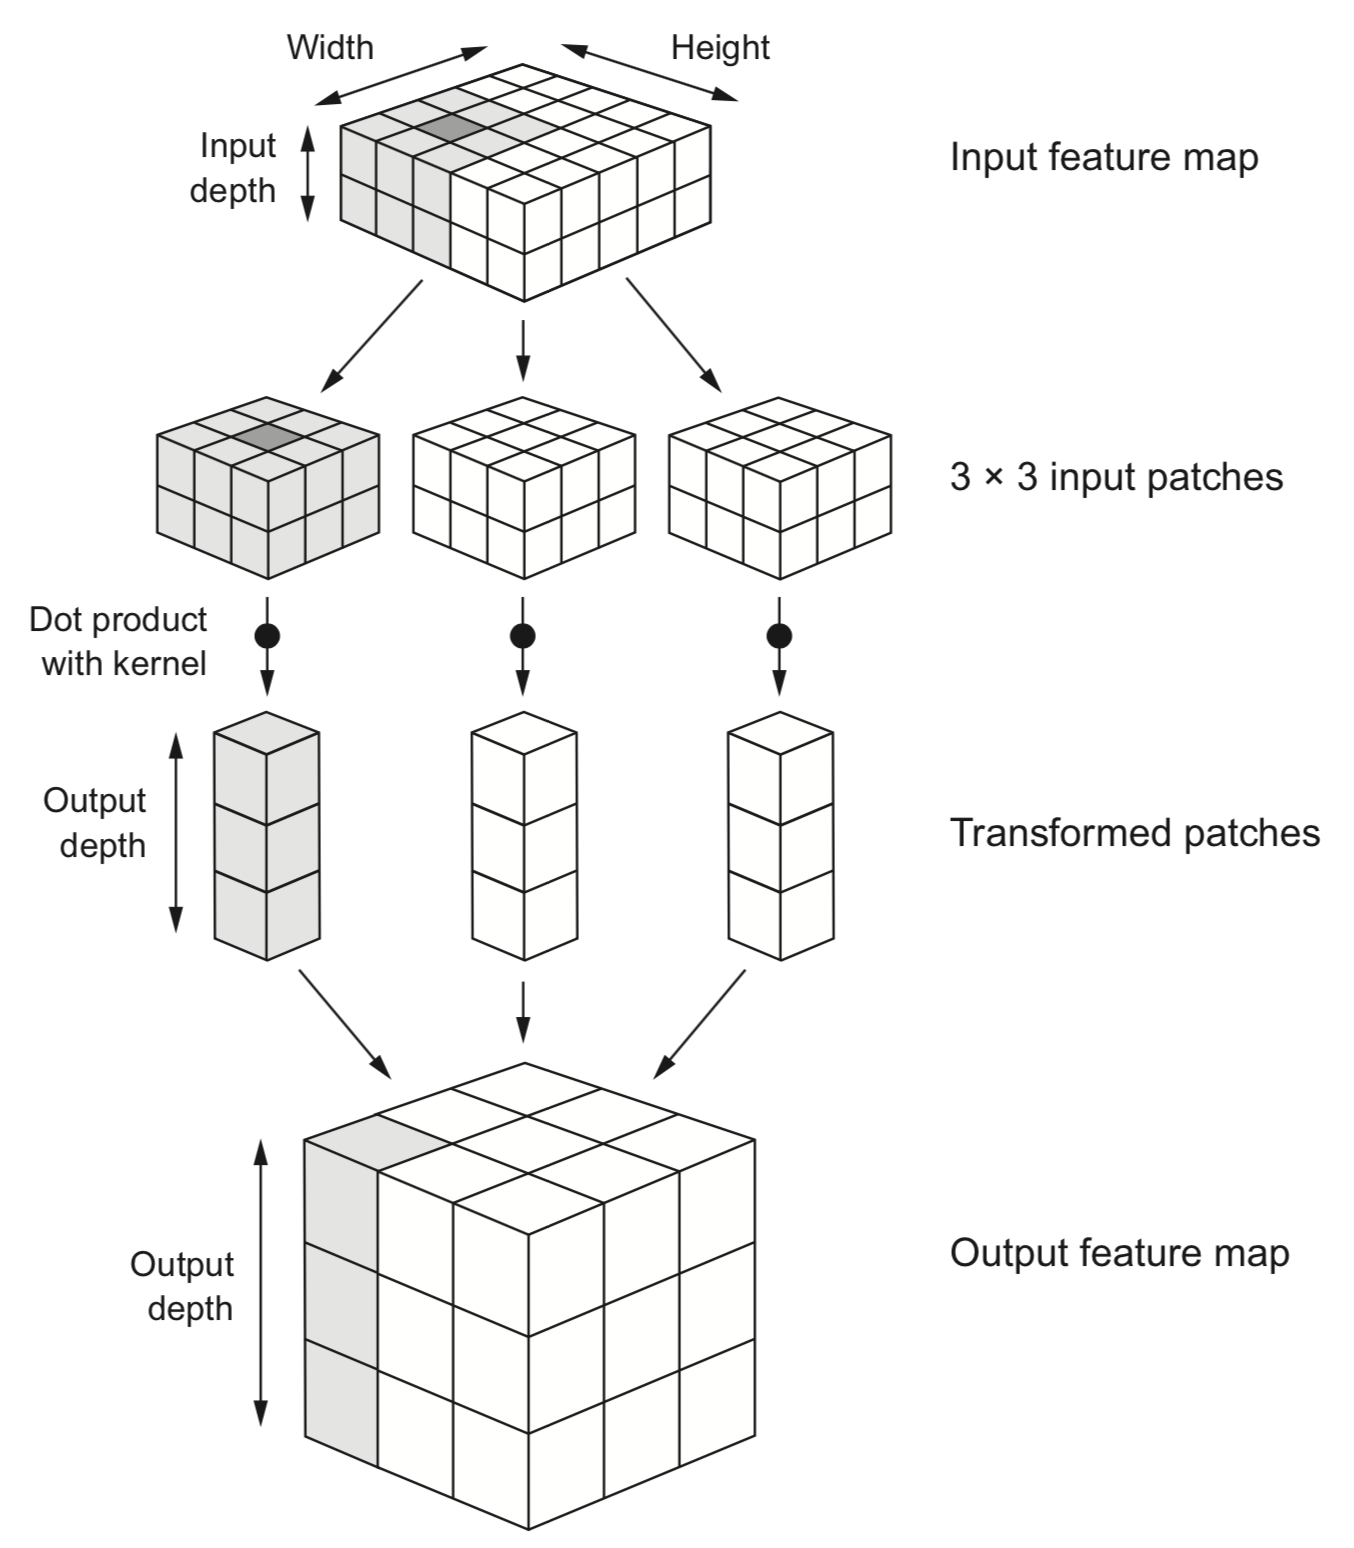 Width
Height
Input
depth
Input feature map
3 × 3 input patches
Dot product
with kernel
Output
depth
Transformed patches
Output
depth
Output feature map